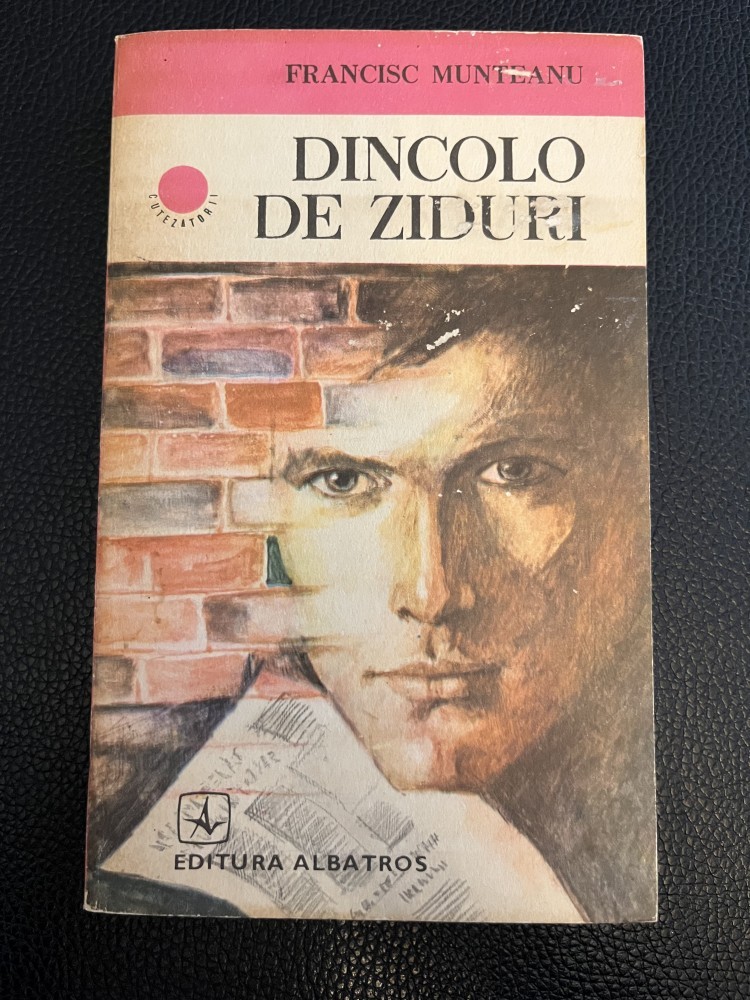 FRANCISC MUNTEANU
DINCOLO
DE ZIDURI
CUTEZĂTORII
EDITURA ALBATROS